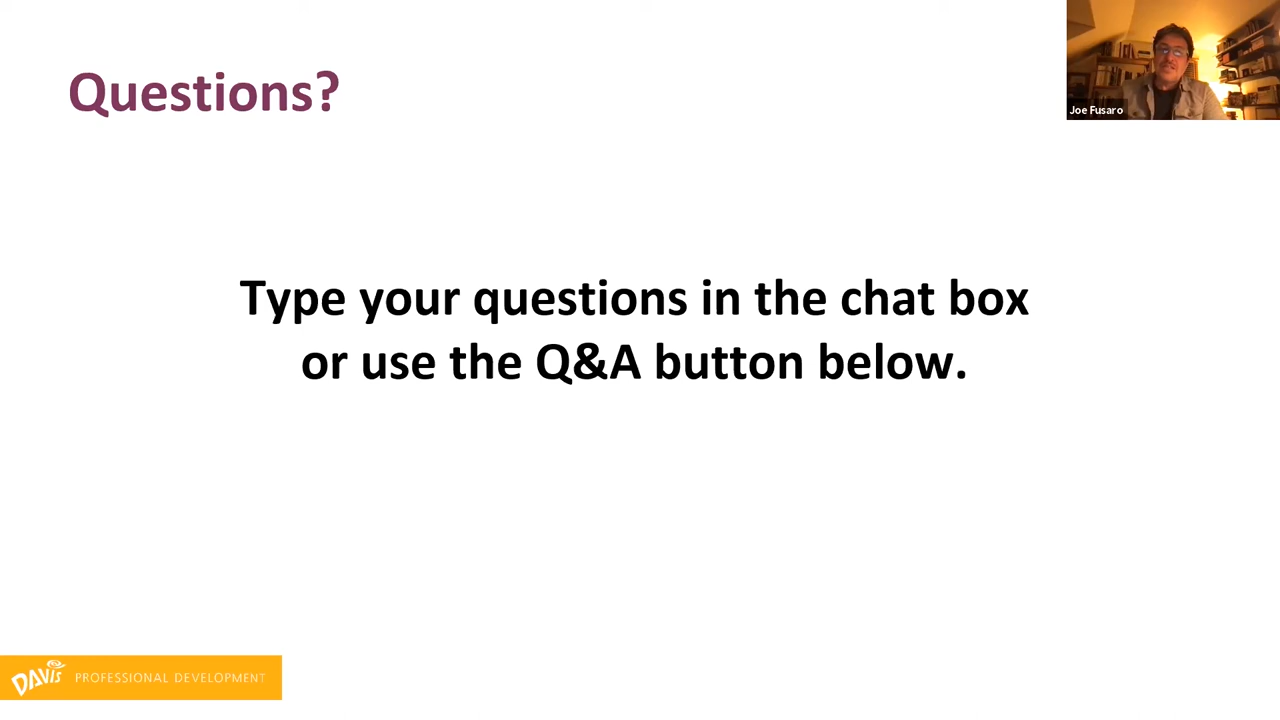 Questions?
Joe Fusaro
Type your questions in the chat box
or use the Q&A button below.
DAVIS PROFESSIONAL DEVELOPMENT